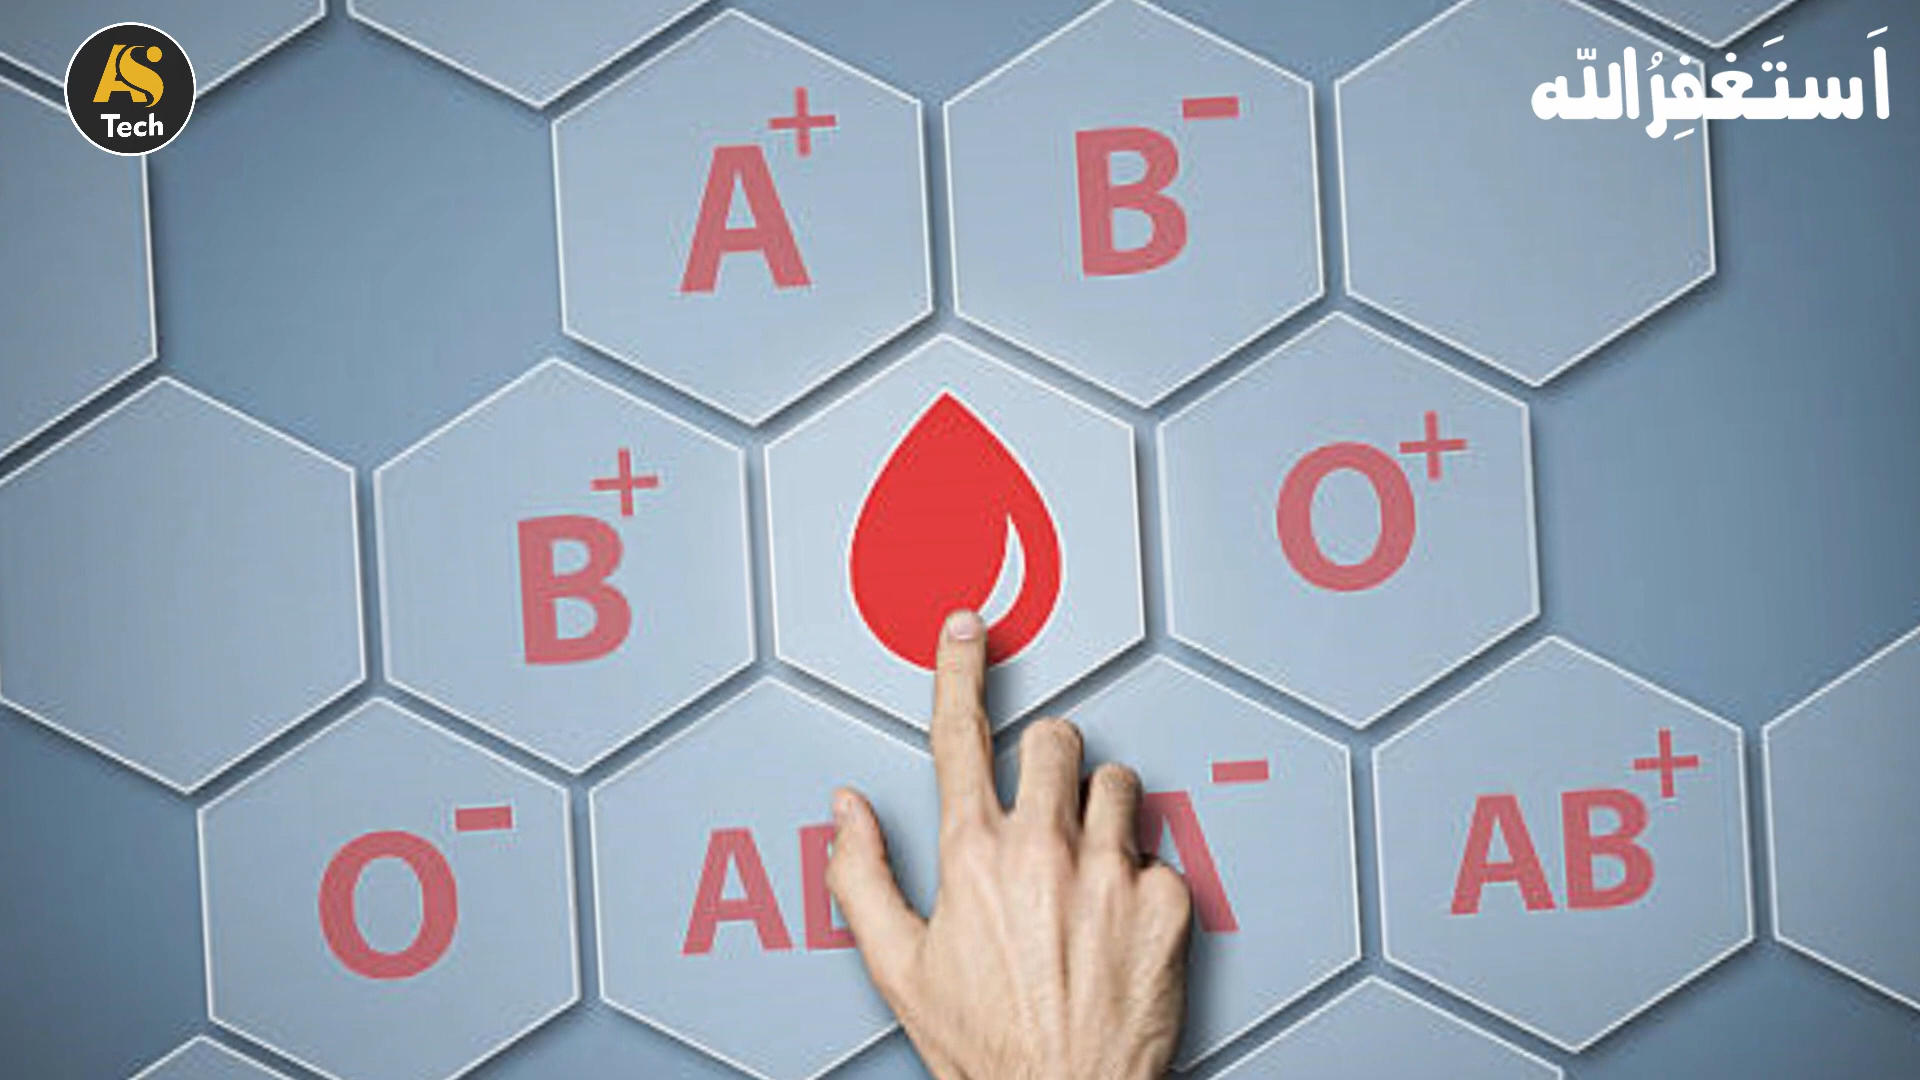 AS
Tech
اَستَغفِرُاللّه
A+
B-
B+
O+
O-
A-
AB+